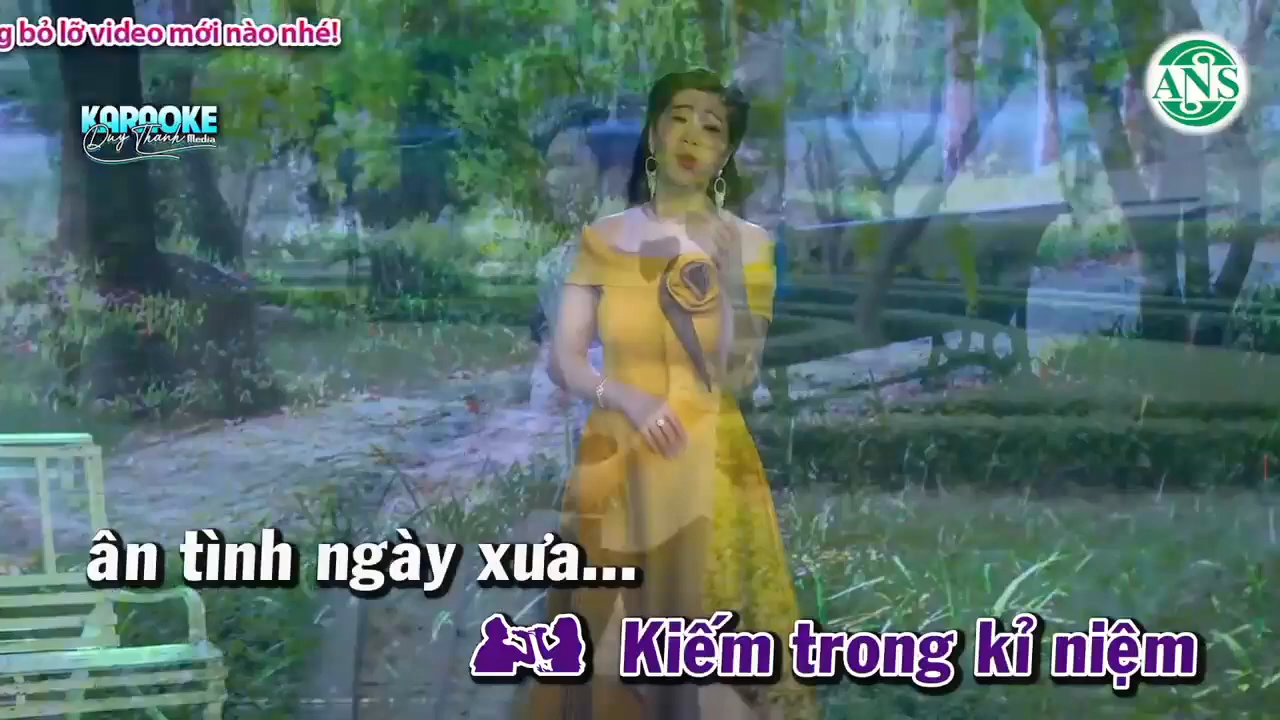 g bỏ lỡ video mới nào nhé!
ANS
KARAOKE
Duy Thanh Media
ân tình ngày xưa...
Kiếm trong kỉ niệm